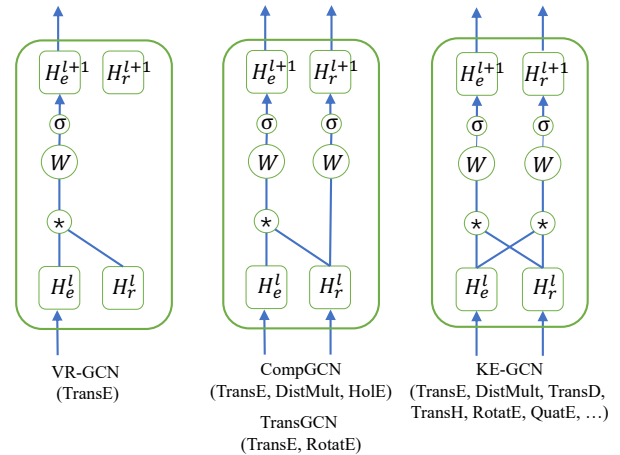 H_e^{l+1} H_r^{l+1}
σ
W
*
H_e^l H_r^l
VR-GCN
(TransE)
H_e^{l+1} H_r^{l+1}
σ σ
W W
*
H_e^l H_r^l
CompGCN
(TransE, DistMult, HolE)
TransGCN
(TransE, RotatE)
H_e^{l+1} H_r^{l+1}
σ σ
W W
* *
H_e^l H_r^l
KE-GCN
(TransE, DistMult, TransD,
TransH, RotatE, QuatE, …)